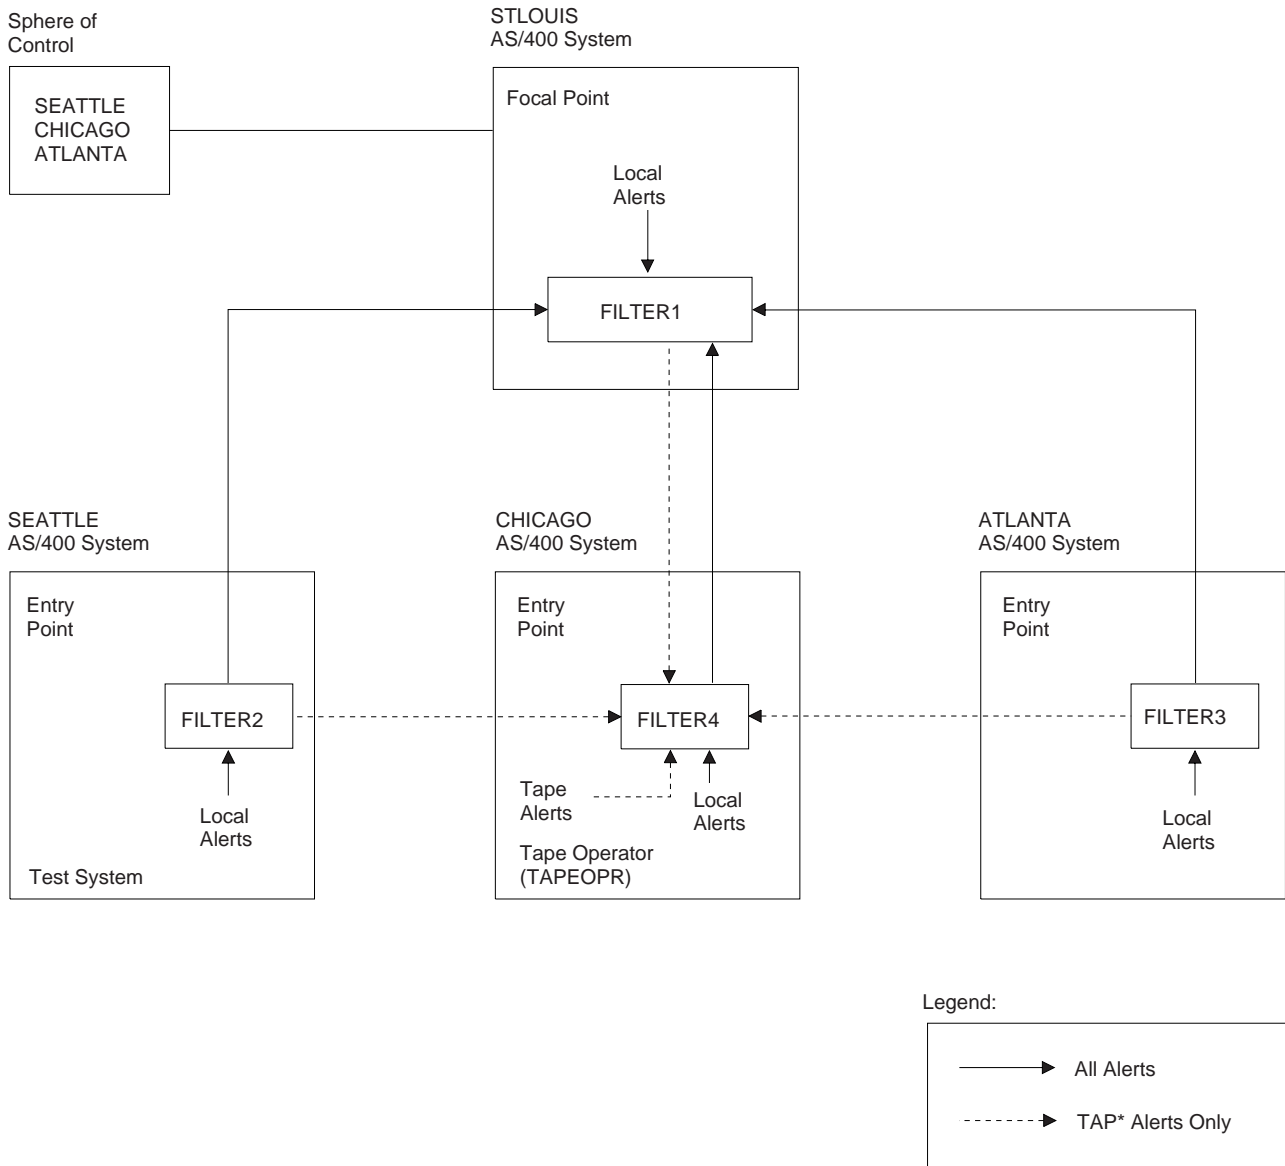 Sphere of
Control
SEATTLE
CHICAGO
ATLANTA
STLOUIS
AS/400 System
Focal Point
Local
Alerts
FILTER1
SEATTLE
AS/400 System
Entry
Point
FILTER2
Local
Alerts
Test System
CHICAGO
AS/400 System
Entry
Point
FILTER4
Tape
Alerts
Local
Alerts
Tape Operator
(TAPEOPR)
ATLANTA
AS/400 System
Entry
Point
FILTER3
Local
Alerts
Legend:
All Alerts
TAP* Alerts Only